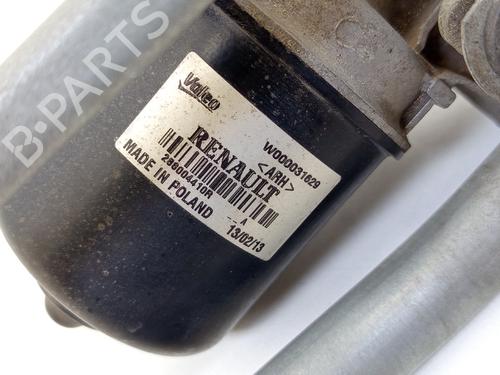 Valeo
W000031629
RENAULT
<ARH>
288004410R
-- A
MADE IN POLAND
13/02/13
B-PARTS